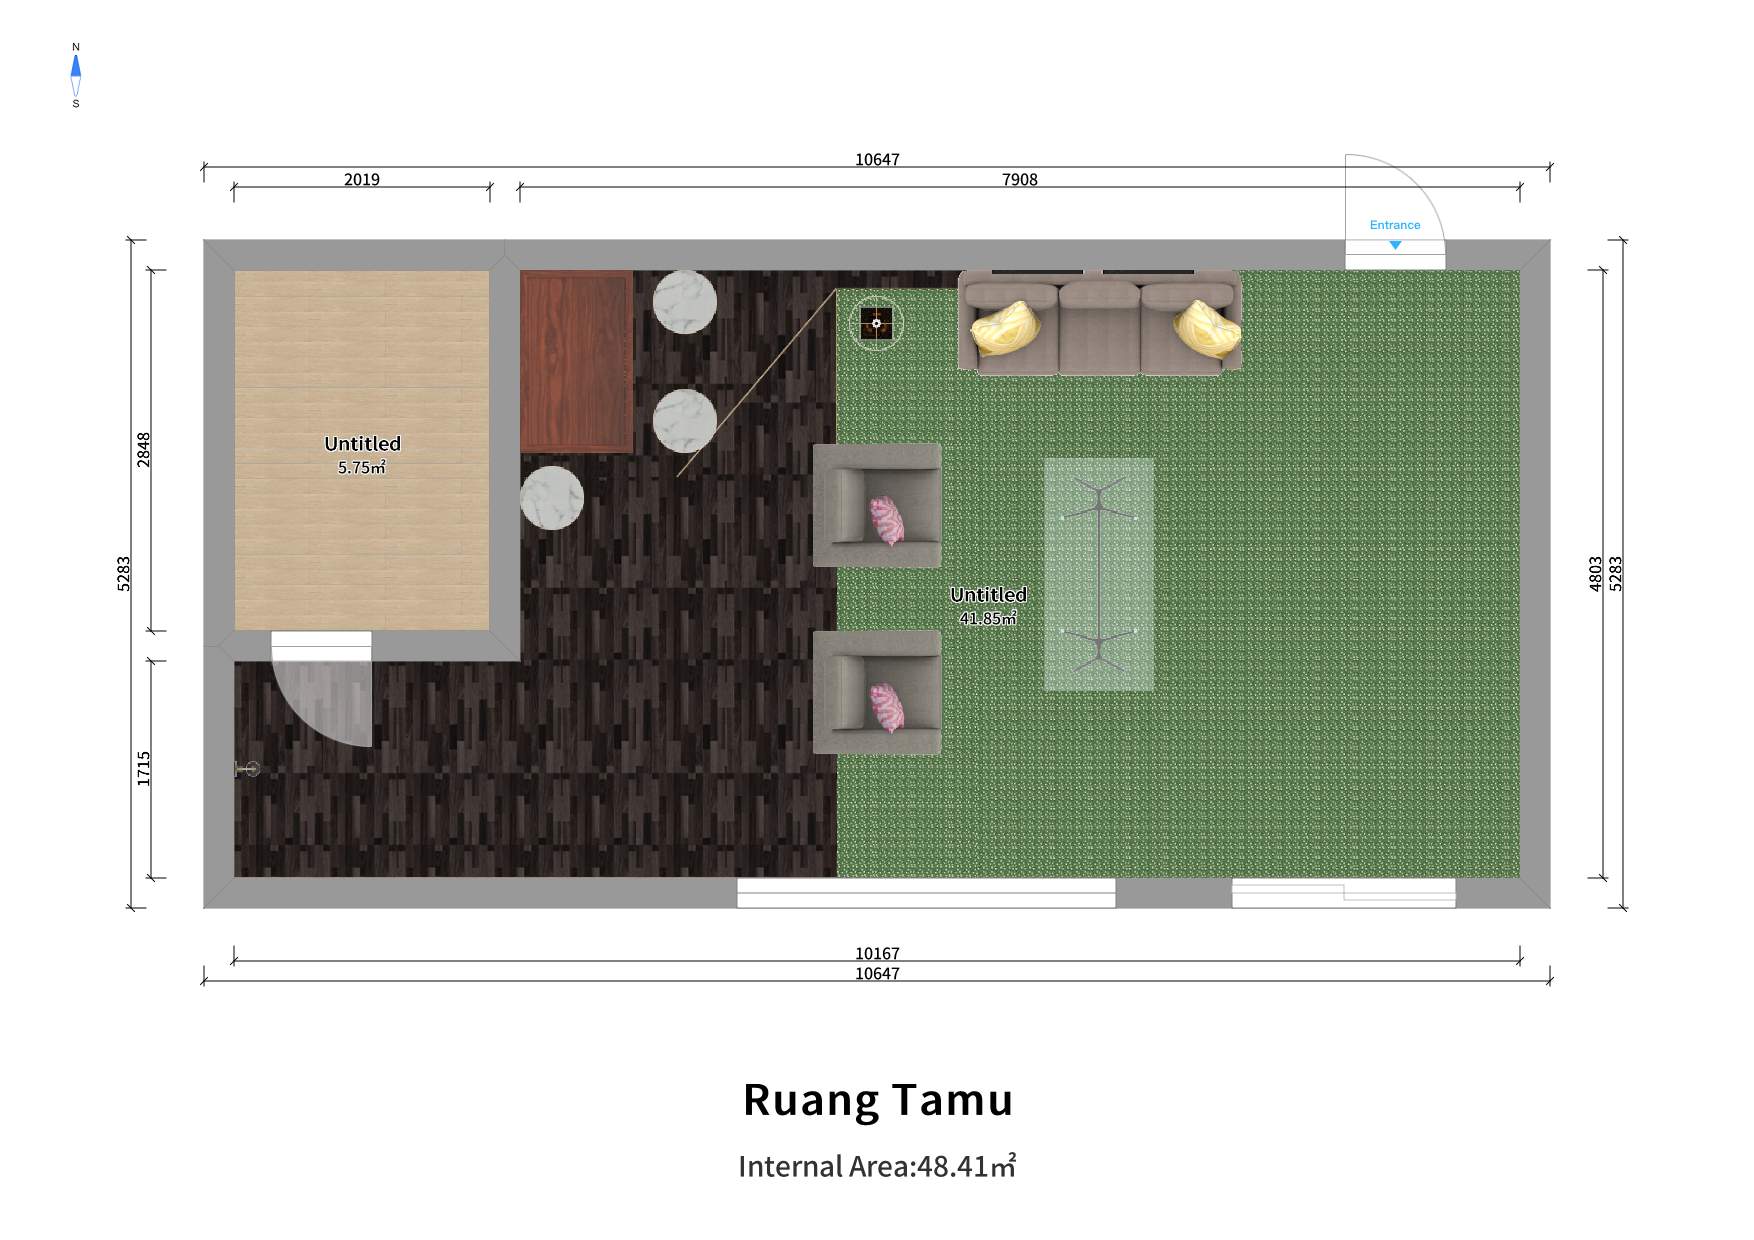 N
S
10647
2019
7908
Entrance
2848
5283
1715
4803
5283
Untitled
5.75㎡
Untitled
41.85㎡
10167
10647
Ruang Tamu
Internal Area:48.41㎡